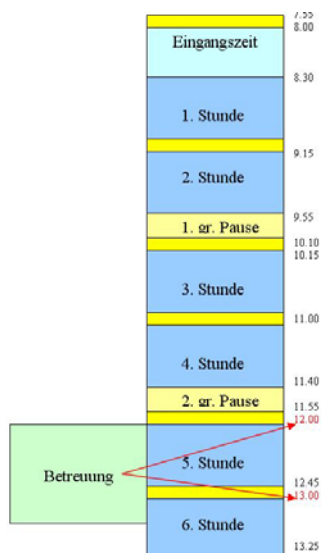 7.55
8.00
Eingangszeit
8.30
1. Stunde
9.15
2. Stunde
9.55
1. gr. Pause
10.10
10.15
3. Stunde
11.00
4. Stunde
11.40
2. gr. Pause
11.55
12.00
5. Stunde
Betreuung
12.45
13.00
6. Stunde
13.25